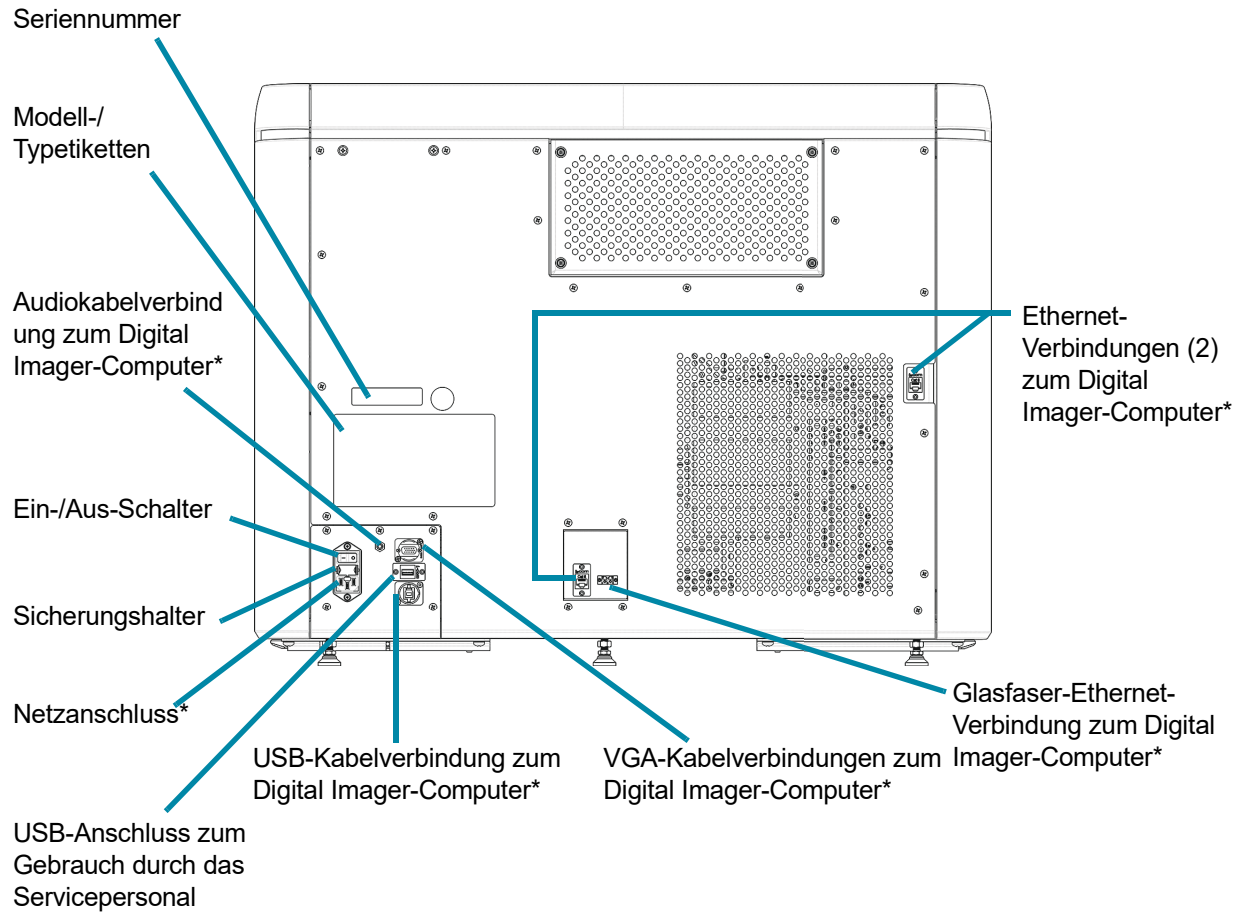 Seriennummer
Modell-/
Typetiketten
Audiokabelverbind
ung zum Digital
Imager-Computer*
Ein-/Aus-Schalter
Sicherungshalter
Netzanschluss*
USB-Anschluss zum
Gebrauch durch das
Servicepersonal
USB-Kabelverbindung zum
Digital Imager-Computer*
VGA-Kabelverbindungen zum
Digital Imager-Computer*
Glasfaser-Ethernet-
Verbindung zum Digital
Imager-Computer*
Ethernet-
Verbindungen (2)
zum Digital
Imager-Computer*